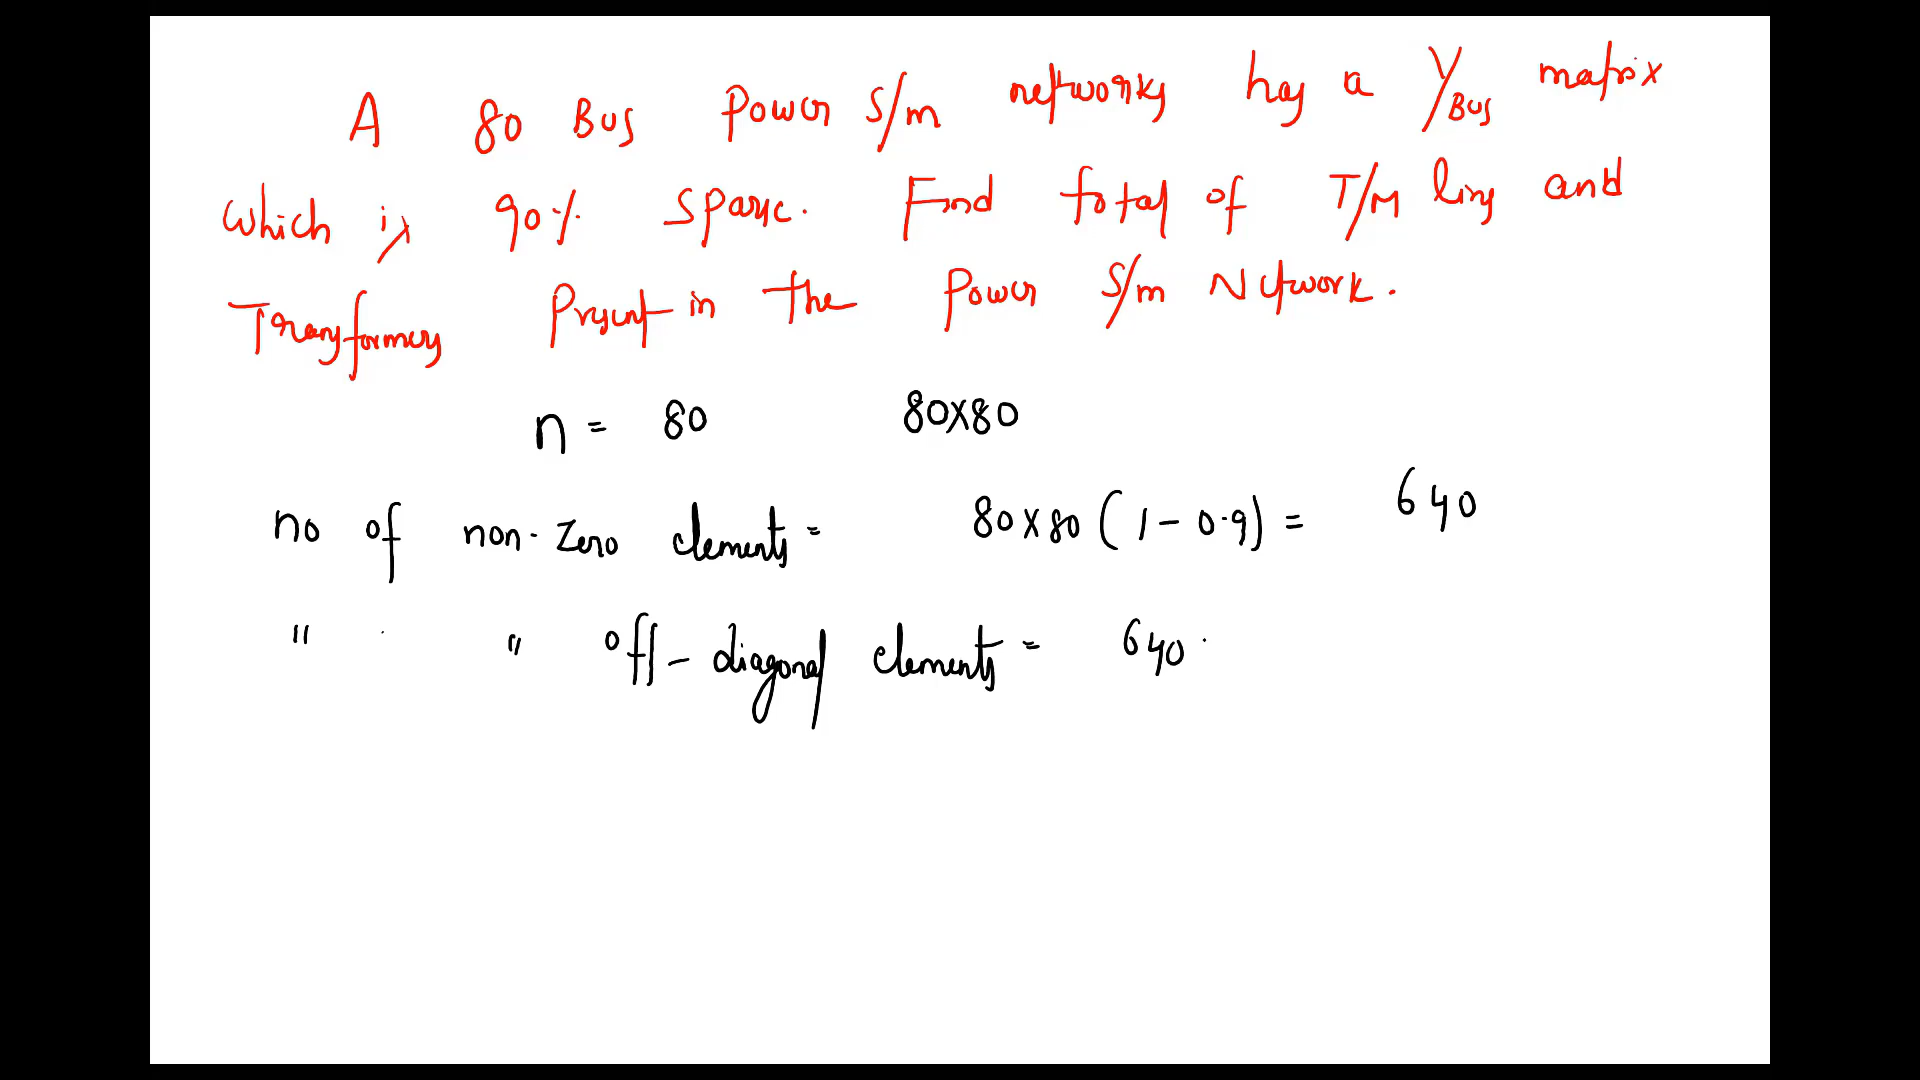 A 80 Bus Power S/m networks has a Y Bus matrix
which is 90% sparse. Find total of T/M lines and
Transformers Present in the Power S/m Network.
n = 80 80x80
no of non-zero elements = 80x80 (1-0.9) = 640
" " off-diagonal elements = 640